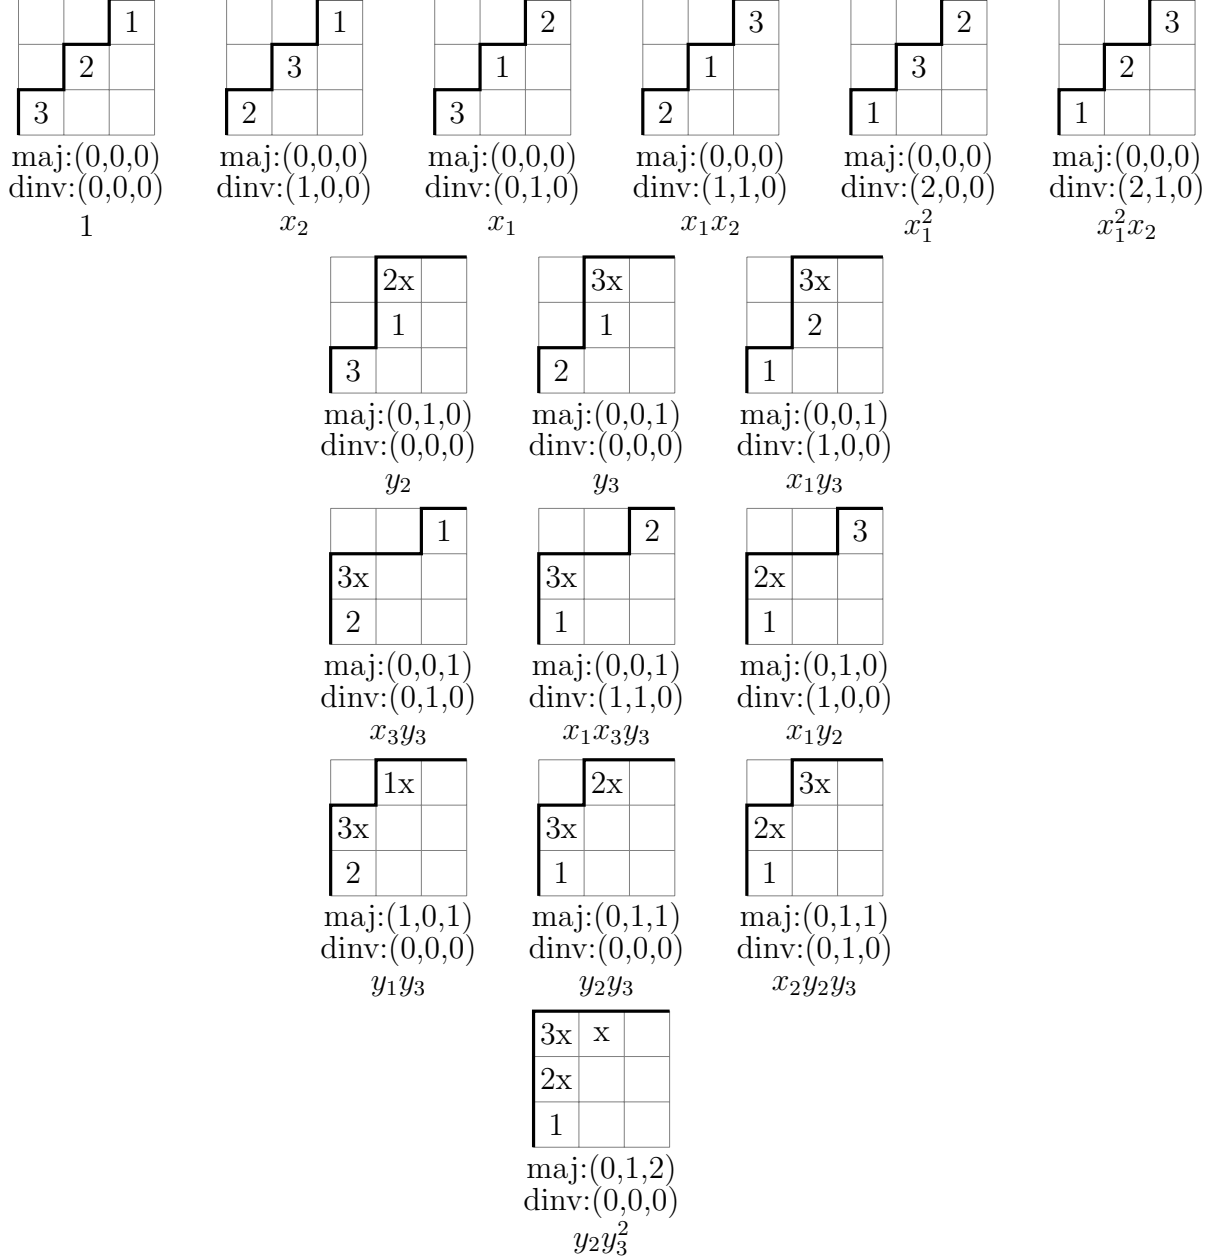 1 1 2 3 2 3
2 3 1 1 3 2
3 2 3 2 1 1
maj:(0,0,0) maj:(0,0,0) maj:(0,0,0) maj:(0,0,0) maj:(0,0,0) maj:(0,0,0)
dinv:(0,0,0) dinv:(1,0,0) dinv:(0,1,0) dinv:(1,1,0) dinv:(2,0,0) dinv:(2,1,0)
1 x₂ x₁ x₁x₂ x₁² x₁²x₂
2x 3x 3x
1 1 2
3 2 1
maj:(0,1,0) maj:(0,0,1) maj:(0,0,1)
dinv:(0,0,0) dinv:(0,0,0) dinv:(1,0,0)
y₂ y₃ x₁y₃
1 2 3
3x 3x 2x
2 1 1
maj:(0,0,1) maj:(0,0,1) maj:(0,1,0)
dinv:(0,1,0) dinv:(1,1,0) dinv:(1,0,0)
x₃y₃ x₁x₃y₃ x₁y₂
1x 2x 3x
3x 3x 2x
2 1 1
maj:(1,0,1) maj:(0,1,1) maj:(0,1,1)
dinv:(0,0,0) dinv:(0,0,0) dinv:(0,1,0)
y₁y₃ y₂y₃ x₂y₂y₃
3x x
2x
1
maj:(0,1,2)
dinv:(0,0,0)
y₂y₃²